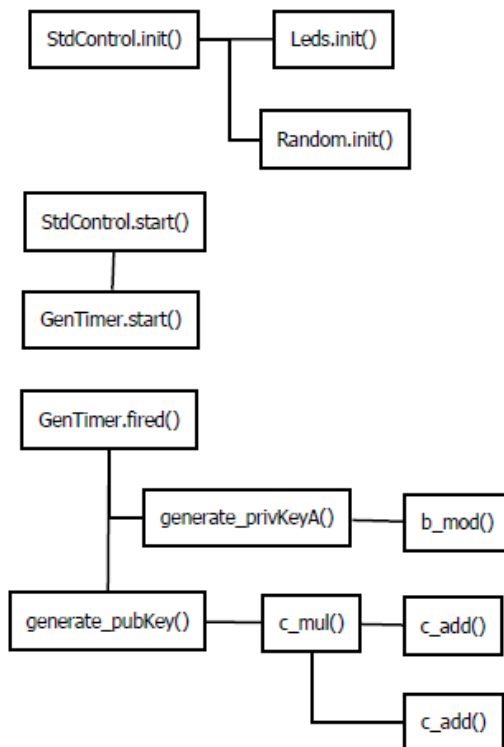 StdControl.init()
Leds.init()
Random.init()
StdControl.start()
GenTimer.start()
GenTimer.fired()
generate_privKeyA()
b_mod()
generate_pubKey()
c_mul()
c_add()
c_add()